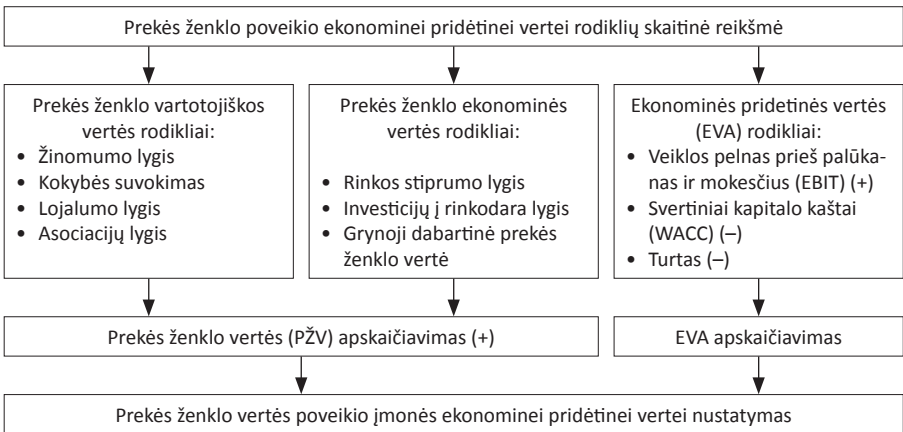 Prekės ženklo poveikio ekonominei pridėtinei vertei rodiklių skaitinė reikšmė
Prekės ženklo vartotojiškos
vertės rodikliai:
• Žinomumo lygis
• Kokybės suvokimas
• Lojalumo lygis
• Asociacijų lygis
Prekės ženklo ekonominės
vertės rodikliai:
• Rinkos stiprumo lygis
• Investicijų į rinkodara lygis
• Grynoji dabartinė prekės
ženklo vertė
Ekonominės pridetinės vertės
(EVA) rodikliai:
• Veiklos pelnas prieš palūka-
nas ir mokesčius (EBIT) (+)
• Svertiniai kapitalo kaštai
(WACC) (–)
• Turtas (–)
Prekės ženklo vertės (PŽV) apskaičiavimas (+)
EVA apskaičiavimas
Prekės ženklo vertės poveikio įmonės ekonominei pridėtinei vertei nustatymas